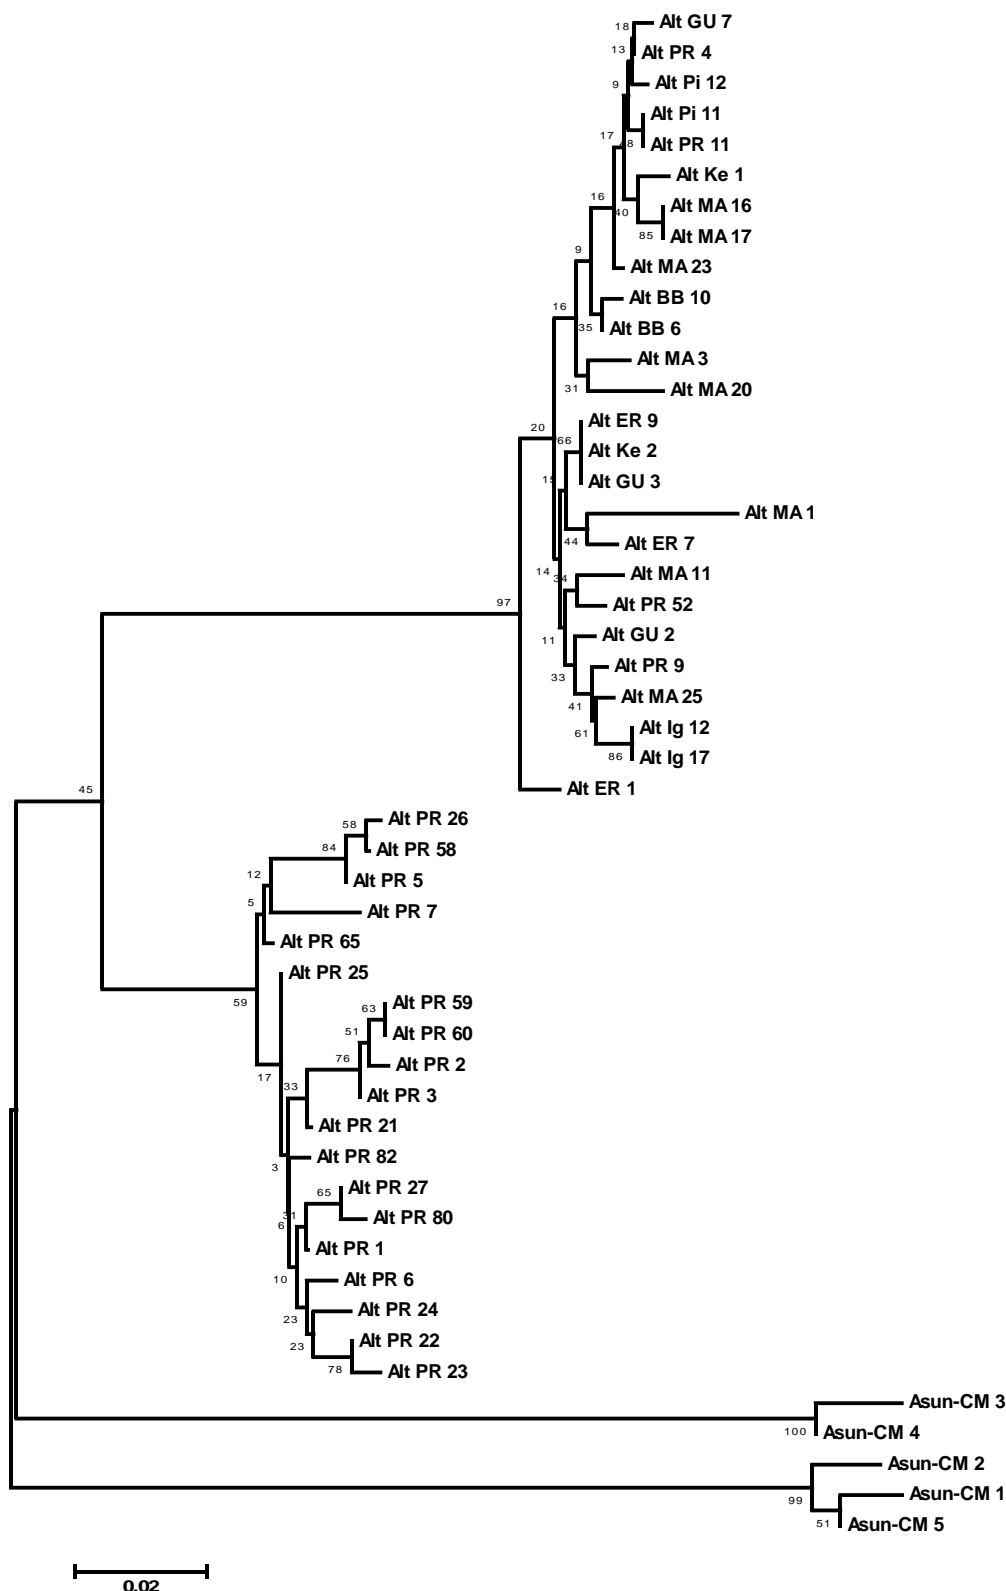 18
Alt GU 7
13
Alt PR 4
9
Alt Pi 12
Alt Pi 11
17
Alt PR 11
Alt Ke 1
16
40
Alt MA 16
85
Alt MA 17
9
Alt MA 23
Alt BB 10
16
35
Alt BB 6
Alt MA 3
31
Alt MA 20
20
Alt ER 9
66
Alt Ke 2
15
Alt GU 3
Alt MA 1
44
Alt ER 7
14
34
Alt MA 11
97
Alt PR 52
11
Alt GU 2
33
Alt PR 9
41
Alt MA 25
61
Alt Ig 12
86
Alt Ig 17
45
Alt ER 1
58
Alt PR 26
84
Alt PR 58
12
Alt PR 5
5
Alt PR 7
Alt PR 65
Alt PR 25
59
63
Alt PR 59
51
Alt PR 60
76
Alt PR 2
17
33
Alt PR 3
Alt PR 21
3
Alt PR 82
65
Alt PR 27
6
31
Alt PR 80
Alt PR 1
10
Alt PR 6
23
Alt PR 24
23
Alt PR 22
78
Alt PR 23
Asun-CM 3
100
Asun-CM 4
Asun-CM 2
99
Asun-CM 1
51
Asun-CM 5
0.02